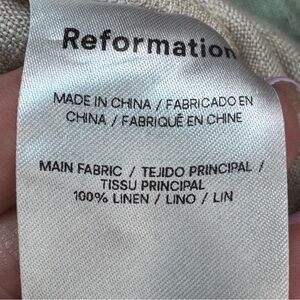 Reformation
MADE IN CHINA / FABRICADO EN
CHINA / FABRIQUÉ EN CHINE
MAIN FABRIC / TEJIDO PRINCIPAL /
TISSU PRINCIPAL
100% LINEN / LINO / LIN